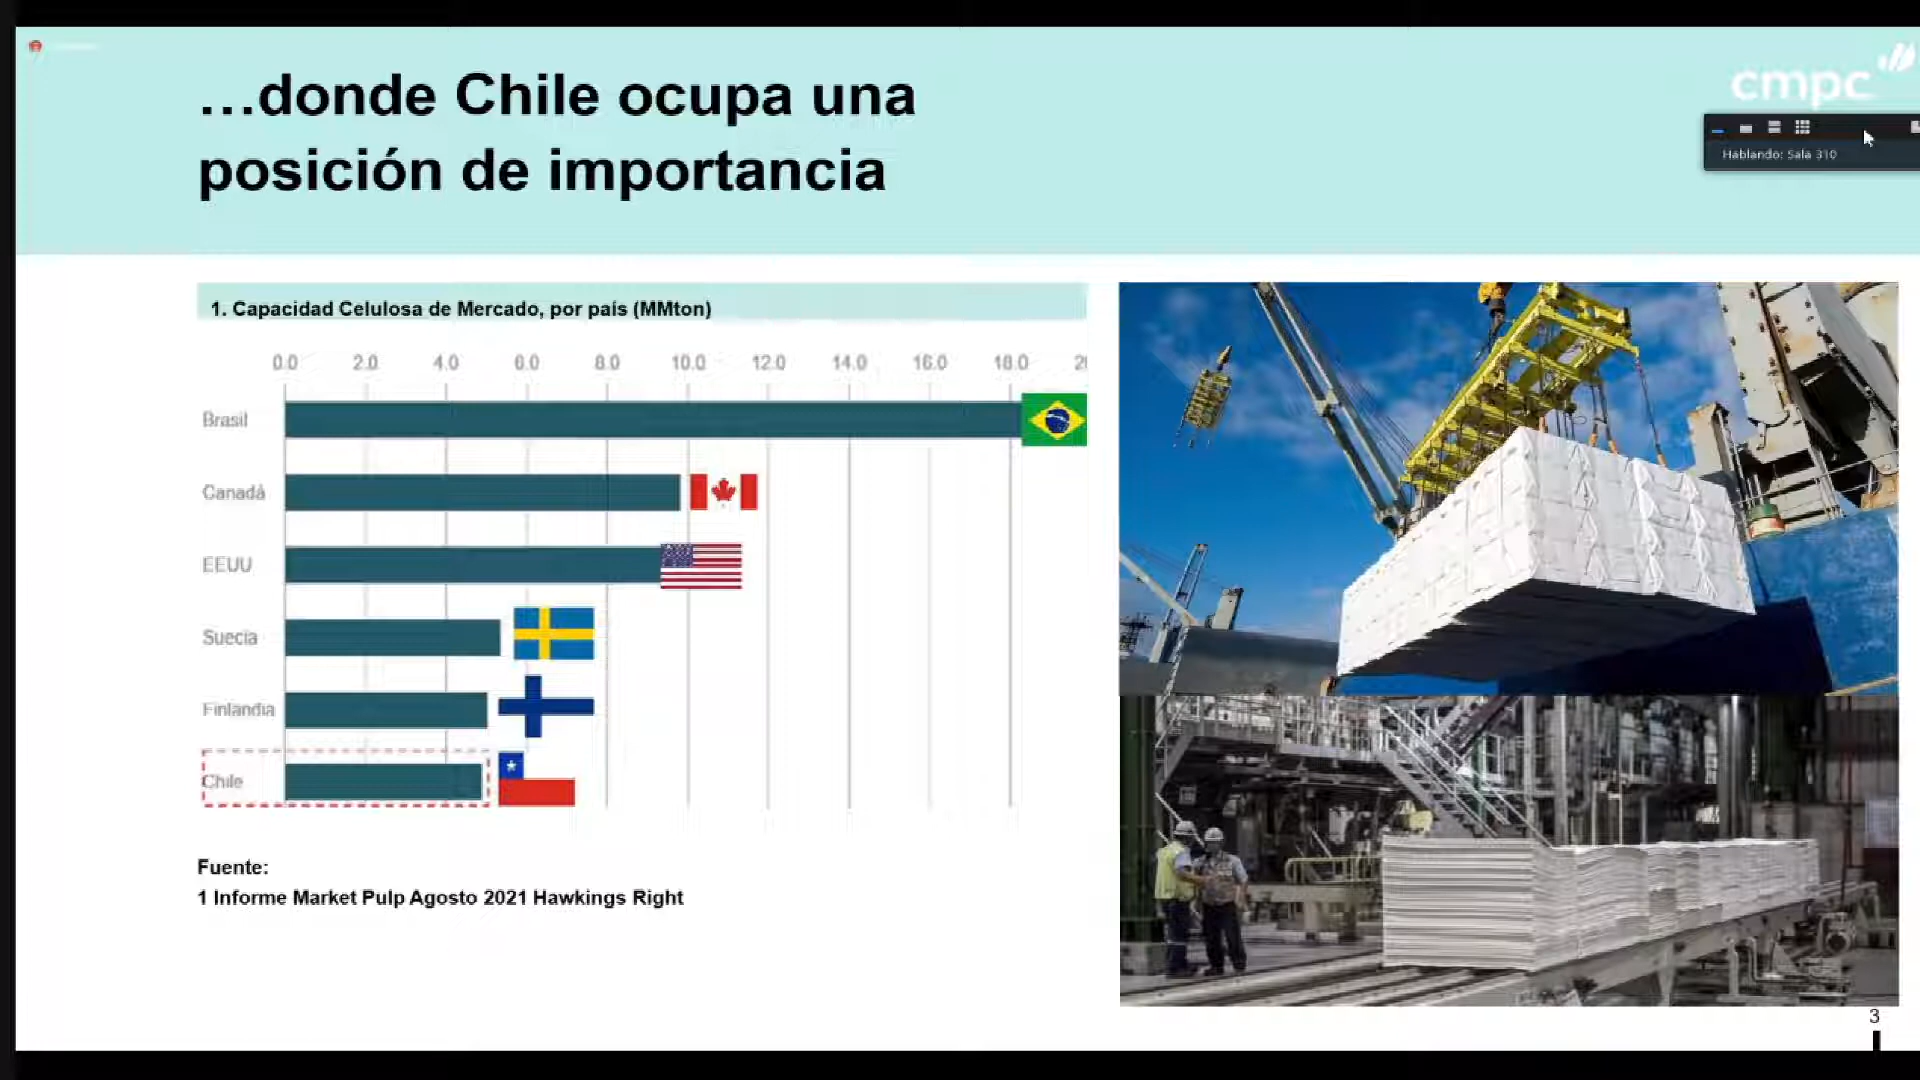 …donde Chile ocupa una
posición de importancia
cmpc
Hablando: Sala 310
1. Capacidad Celulosa de Mercado, por país (MMton)
0.0 2.0 4.0 6.0 8.0 10.0 12.0 14.0 16.0 18.0
Brasil
Canadá
EEUU
Suecia
Finlandia
Chile
Fuente:
1 Informe Market Pulp Agosto 2021 Hawkings Right
3